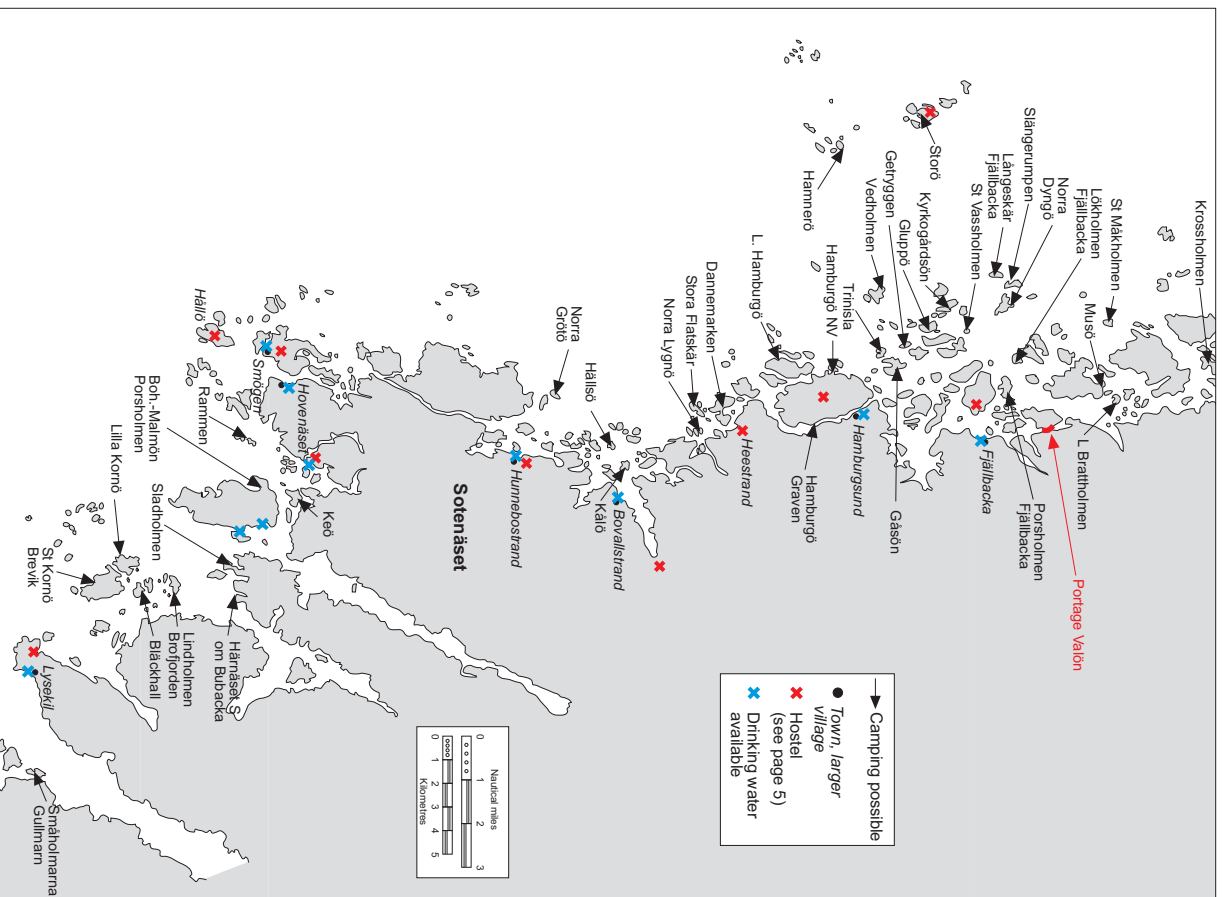 Krossholmen
St Måkholmen
Musö
L Brattholmen
Lökholmen
Fjällbacka
Norra
Dyngö
Slängerumpen
Långeskär
Fjällbacka
St Vassholmen
Kyrkogårdsön
Gluppö
Getryggen
Vedholmen
Storö
Hamnerö
Trinisla
Hamburgö NV
L. Hamburgö
Portage Valön
Porsholmen
Fjällbacka
Fjällbacka
Gåsön
Hamburgsund
Hamburgö
Graven
Heestrand
Dannemarken
Stora Flatskär
Norra Lygnö
Hällsö
Norra
Grötö
Kålö
Bovallstrand
Hunnebostrand
Sotenäset
Hållö
Smögen
Hovenäset
Rammen
Keö
Boh.-Malmön
Porsholmen
Lilla Kornö
Sladholmen
St Kornö
Brevik
Härnäset S
om Bubacka
Lindholmen
Brofjorden
Bläckhall
Lysekil
Småholmarna
Gullmarn
Camping possible
Town, larger
village
Hostel
(see page 5)
Drinking water
available
Nautical miles
0 1 2 3
0 1 2 3 4 5
Kilometres